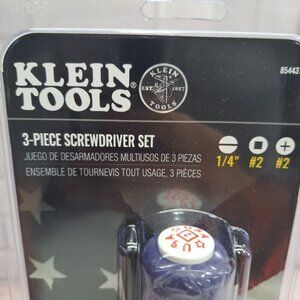 KLEIN
TOOLS®
KLEIN
EST. 1857
TOOLS
85443
3-PIECE SCREWDRIVER SET
JUEGO DE DESARMADORES MULTIUSOS DE 3 PIEZAS
ENSEMBLE DE TOURNEVIS TOUT USAGE, 3 PIÈCES
1/4" #2 #2
USA